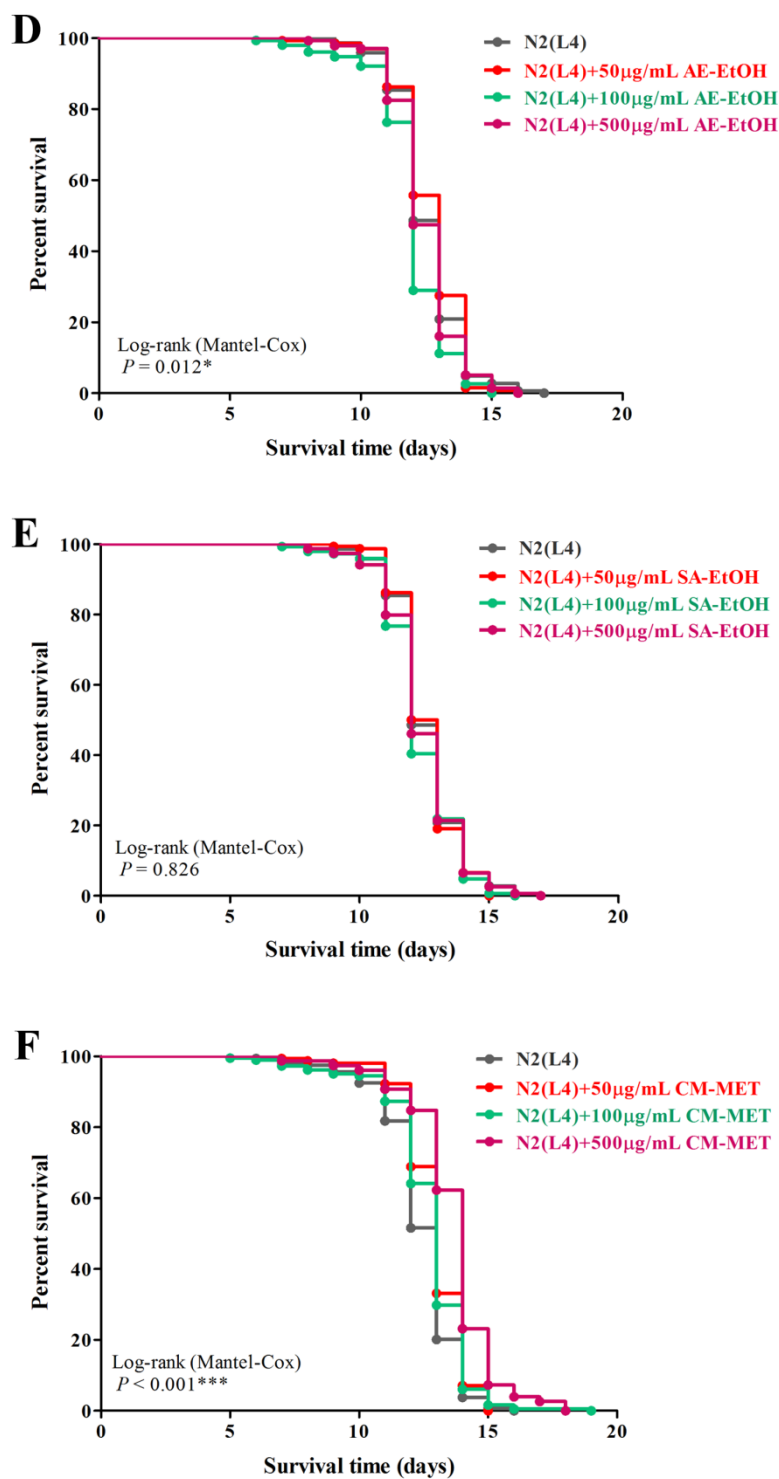 D
N2(L4)
N2(L4)+50µg/mL AE-EtOH
N2(L4)+100µg/mL AE-EtOH
N2(L4)+500µg/mL AE-EtOH
Percent survival
100
80
60
40
20
0
Log-rank (Mantel-Cox)
P = 0.012*
0 5 10 15 20
Survival time (days)
E
N2(L4)
N2(L4)+50µg/mL SA-EtOH
N2(L4)+100µg/mL SA-EtOH
N2(L4)+500µg/mL SA-EtOH
Percent survival
100
80
60
40
20
0
Log-rank (Mantel-Cox)
P = 0.826
0 5 10 15 20
Survival time (days)
F
N2(L4)
N2(L4)+50µg/mL CM-MET
N2(L4)+100µg/mL CM-MET
N2(L4)+500µg/mL CM-MET
Percent survival
100
80
60
40
20
0
Log-rank (Mantel-Cox)
P < 0.001***
0 5 10 15 20
Survival time (days)